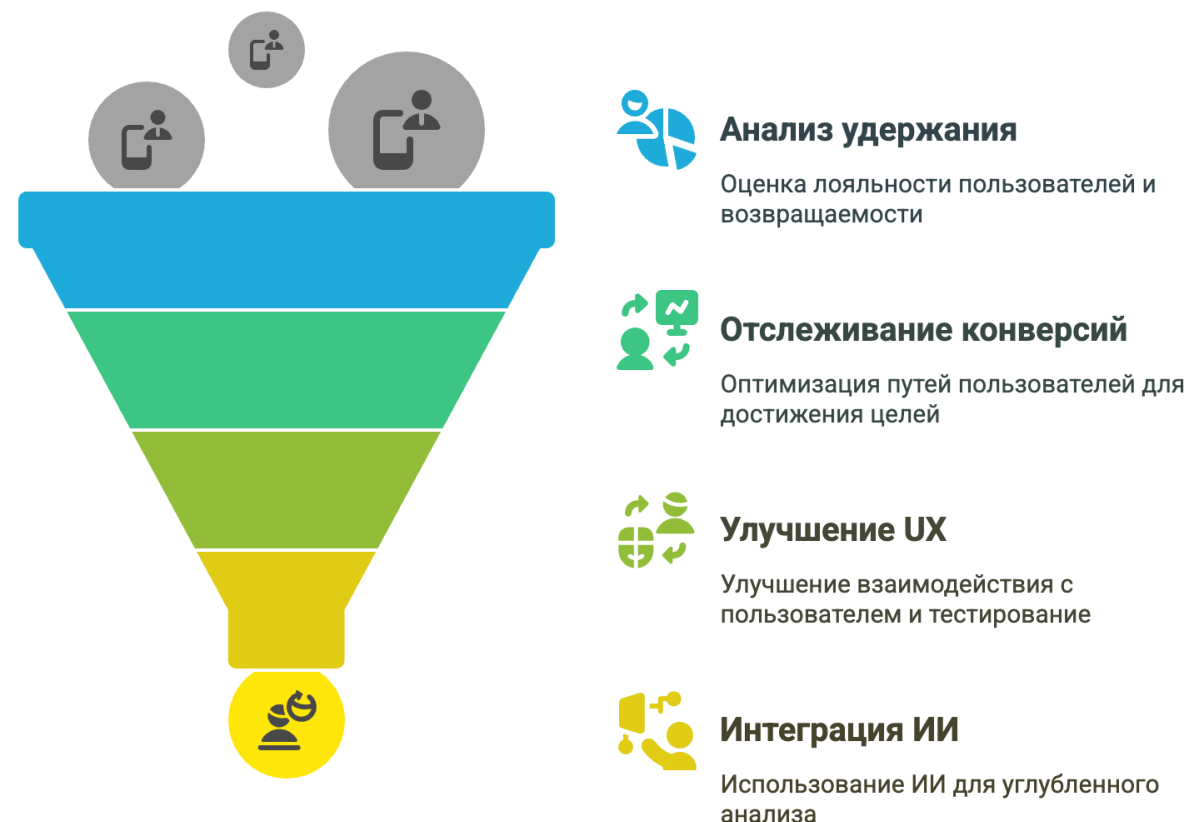 Анализ удержания
Оценка лояльности пользователей и
возвращаемости
Отслеживание конверсий
Оптимизация путей пользователей для
достижения целей
Улучшение UX
Улучшение взаимодействия с
пользователем и тестирование
Интеграция ИИ
Использование ИИ для углубленного
анализа